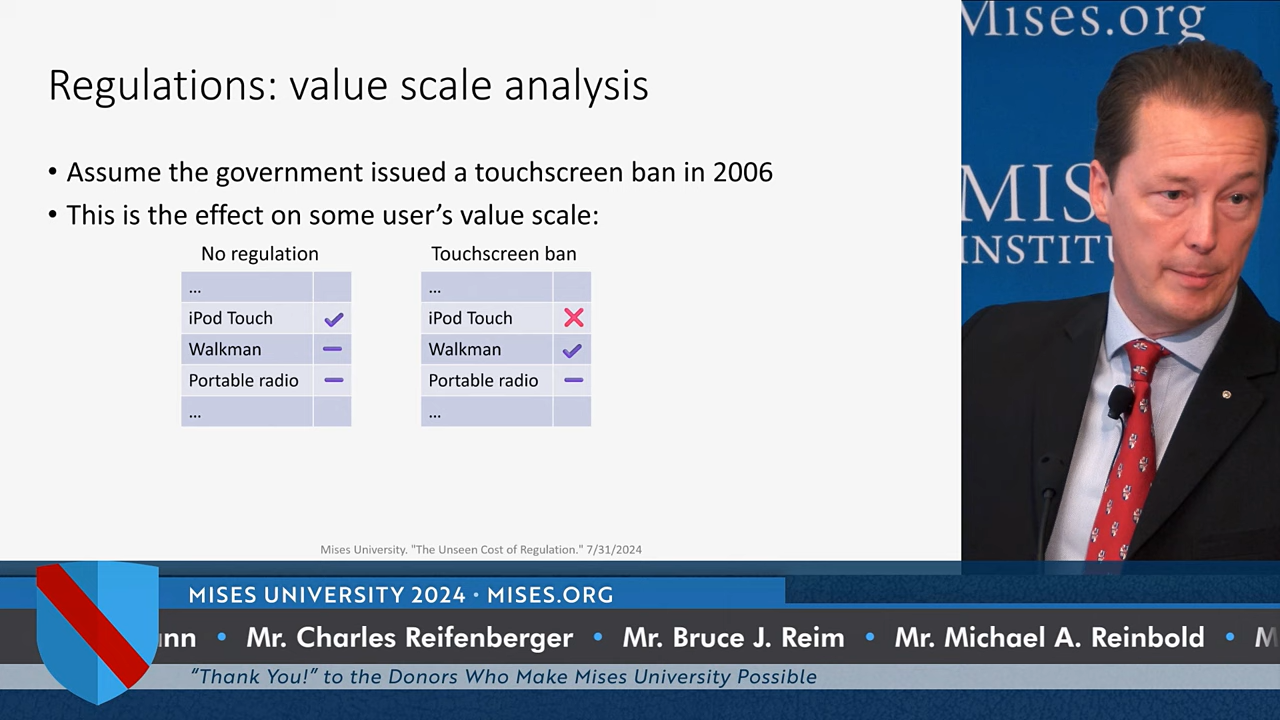 Regulations: value scale analysis
• Assume the government issued a touchscreen ban in 2006
• This is the effect on some user’s value scale:
No regulation
...
iPod Touch
Walkman
Portable radio
...
Touchscreen ban
...
iPod Touch
Walkman
Portable radio
...
Mises University. "The Unseen Cost of Regulation." 7/31/2024
Mises.org
MIS
INSTITU
MISES UNIVERSITY 2024 • MISES.ORG
nn • Mr. Charles Reifenberger • Mr. Bruce J. Reim • Mr. Michael A. Reinbold • M
“Thank You!” to the Donors Who Make Mises University Possible